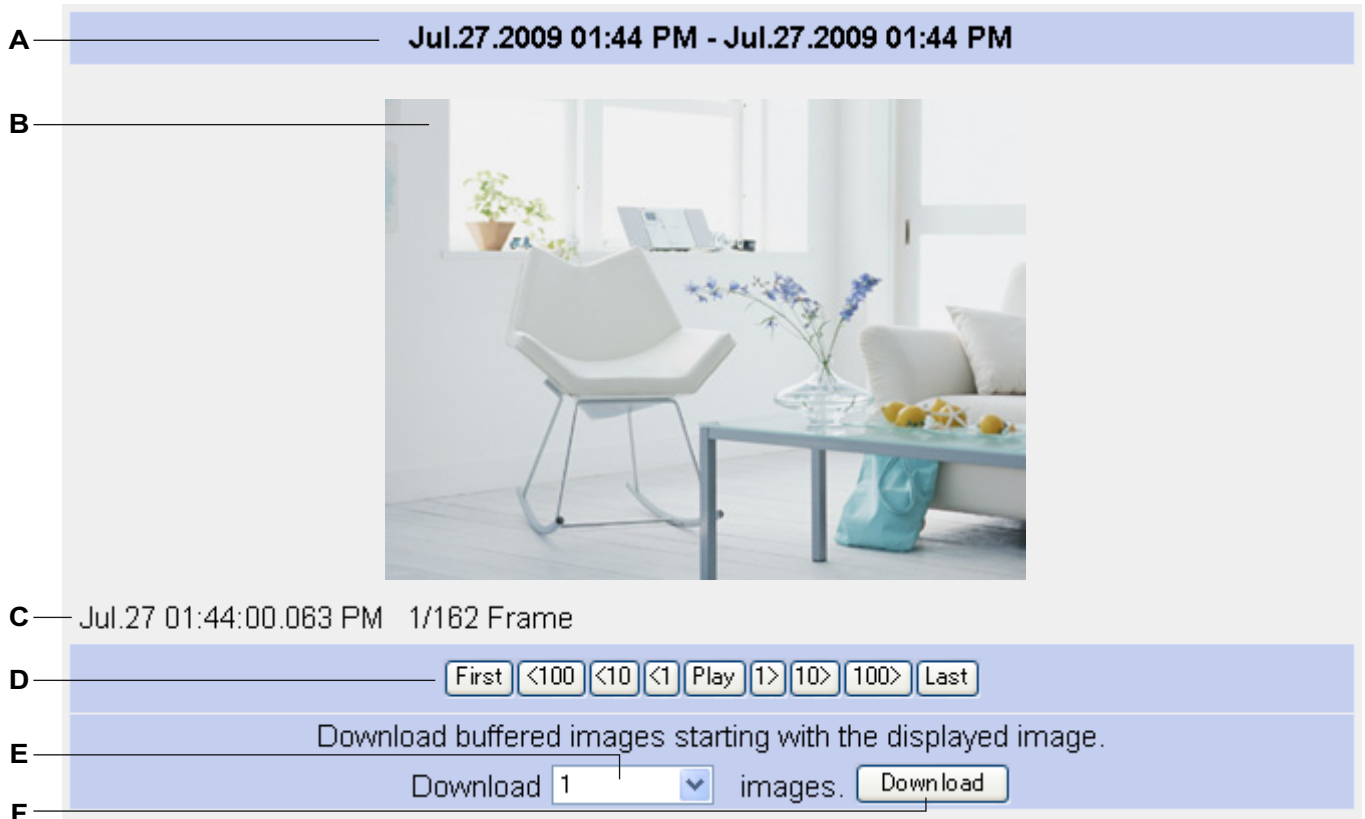 A Jul.27.2009 01:44 PM - Jul.27.2009 01:44 PM
B
C Jul.27 01:44:00.063 PM 1/162 Frame
D First <100 <10 <1 Play 1> 10> 100> Last
Download buffered images starting with the displayed image.
E Download 1 images. Download
F